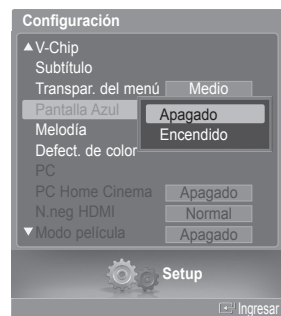 Configuración
▲V-Chip
Subtítulo
Transpar. del menú Medio
Pantalla Azul Apagado
Melodía Encendido
Defect. de color
PC
PC Home Cinema Apagado
N.neg HDMI Normal
▼Modo película Apagado
Setup
Ingresar